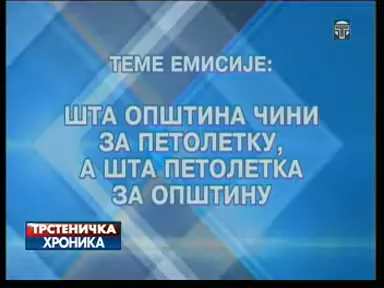 ТЕМЕ ЕМИСИЈЕ:
ШТА ОПШТИНА ЧИНИ
ЗА ПЕТОЛЕТКУ,
А ШТА ПЕТОЛЕТКА
ЗА ОПШТИНУ
ТРСТЕНИЧКА
ХРОНИКА